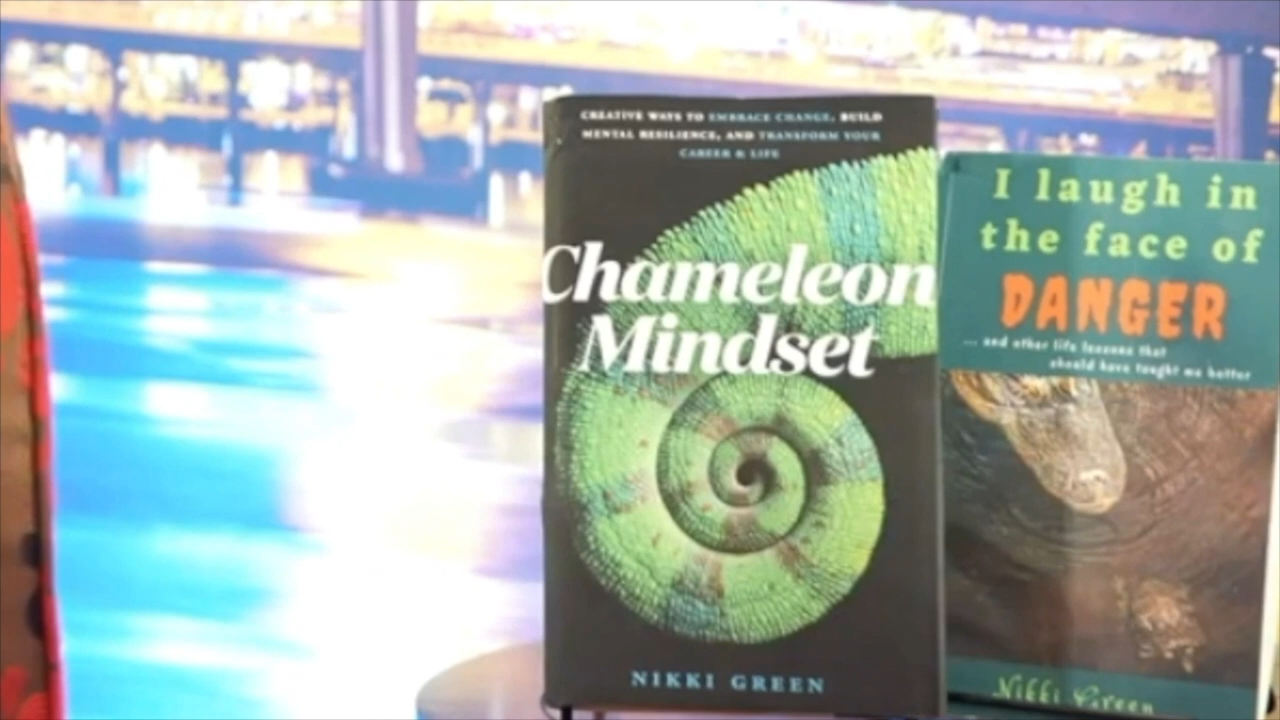 CREATIVE WAYS TO EMBRACE CHANGE, BUILD
MENTAL RESILIENCE, AND TRANSFORM YOUR
CAREER & LIFE
Chameleon
Mindset
NIKKI GREEN
I laugh in
the face of
DANGER
... and other life lessons that
should have taught me better
Nikki Green